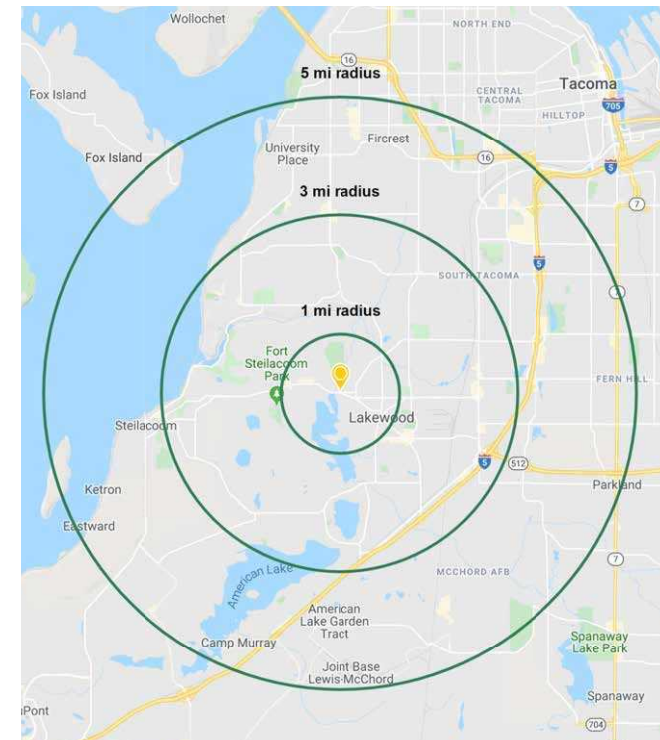 Wollochet
NORTH END
16
5 mi radius
Tacoma
Fox Island
CENTRAL
TACOMA
705
HILLTOP
Fircrest
University
Place
Fox Island
16
5
5
3 mi radius
7
5
SOUTH TACOMA
7
1 mi radius
Fort
Steilacoom
Park
FERN HILL
Lakewood
Steilacoom
5
512
Parkland
Ketron
Eastward
7
American Lake
MCCHORD AFB
American
Lake Garden
Tract
Camp Murray
Spanaway
Lake Park
Joint Base
Lewis-McChord
Spanaway
Pont
704